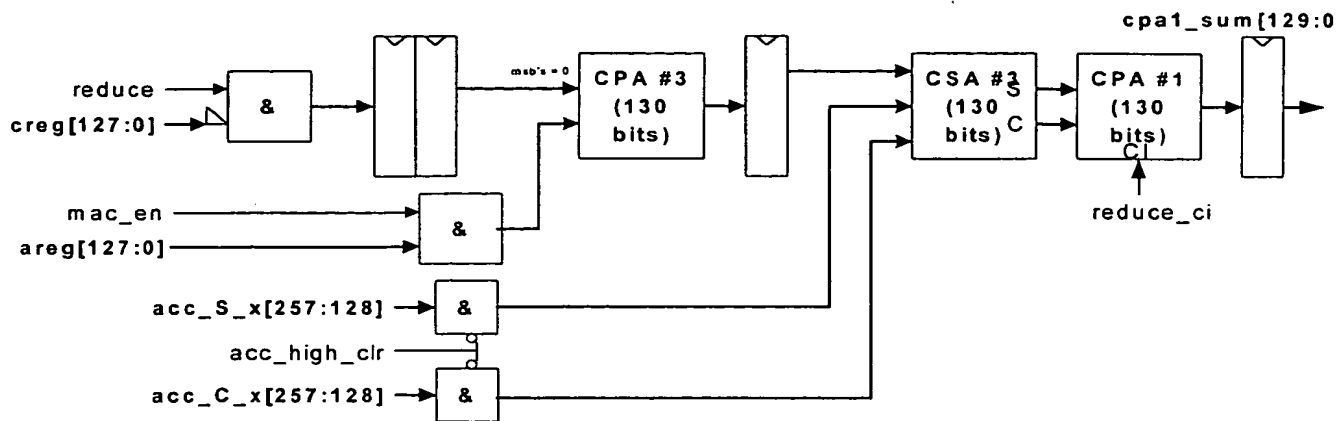 cpa1_sum[129:0
reduce
creg[127:0]
&
msb's = 0
CPA #3
(130
bits)
CSA #3
(130
bits)
S
C
CPA #1
(130
bits)
CI
reduce_ci
mac_en
areg[127:0]
&
acc_S_x[257:128]
&
acc_high_clr
acc_C_x[257:128]
&